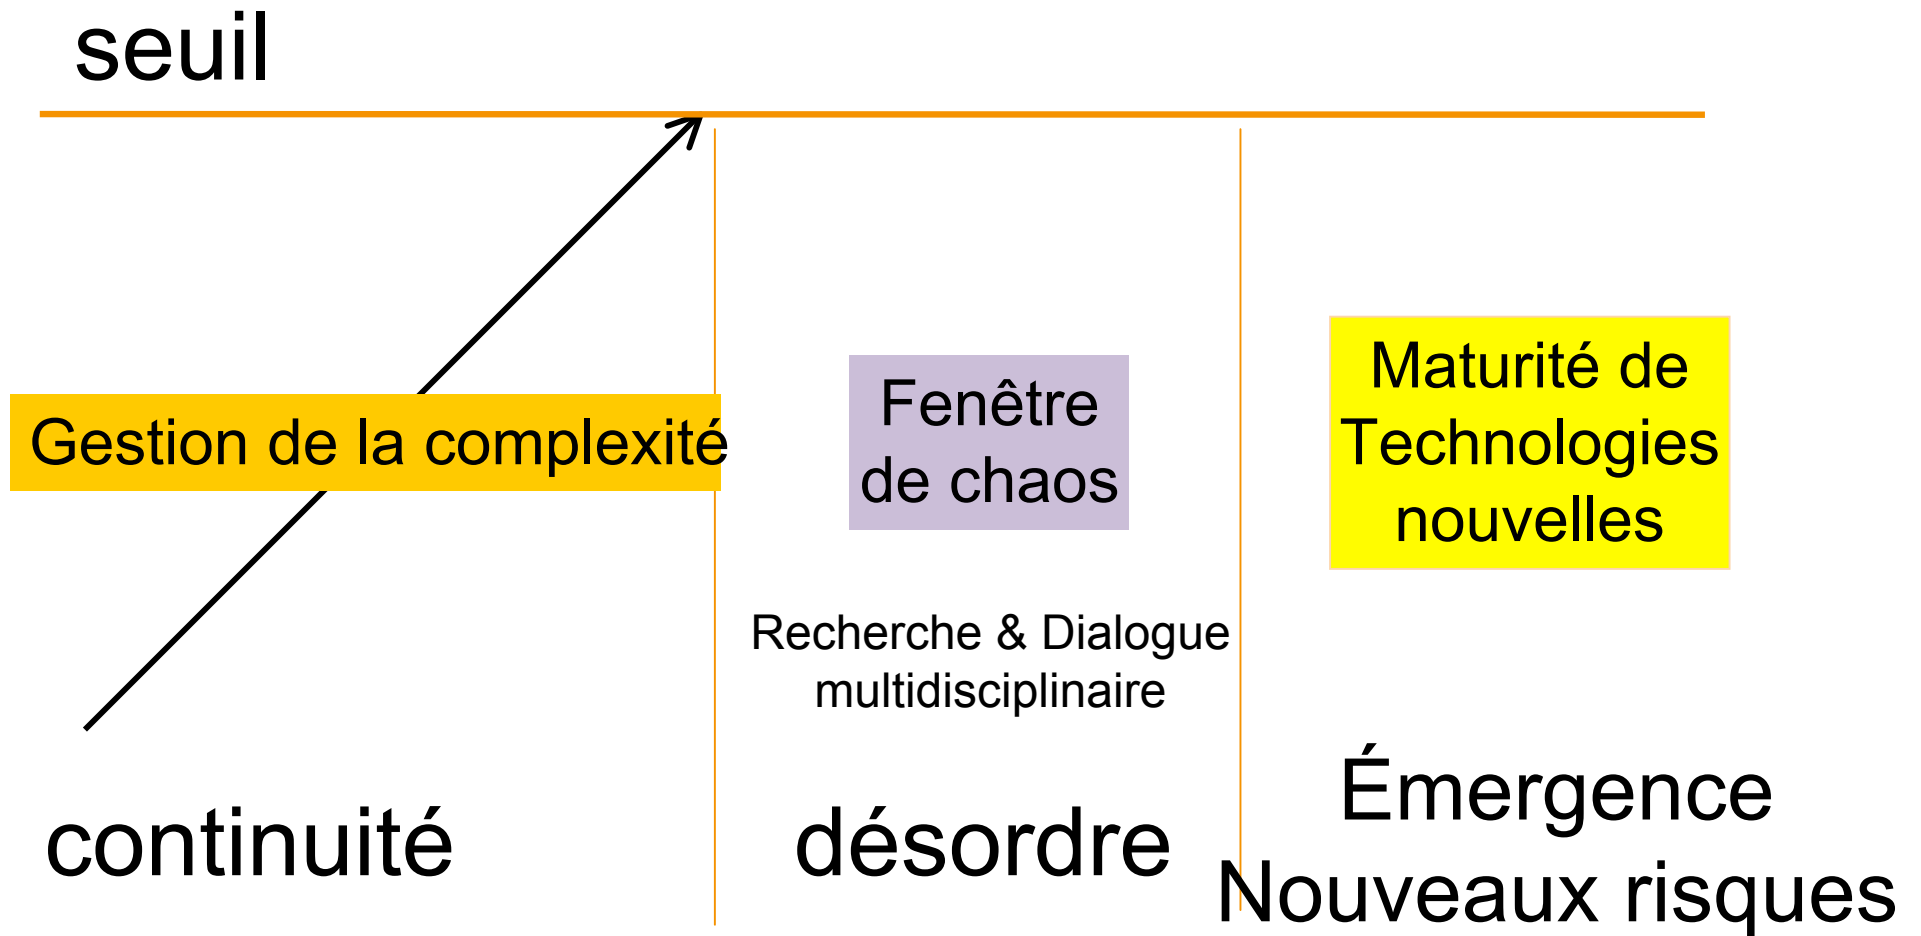 seuil
Gestion de la complexité
Fenêtre
de chaos
Maturité de
Technologies
nouvelles
Recherche & Dialogue
multidisciplinaire
continuité
désordre
Émergence
Nouveaux risques